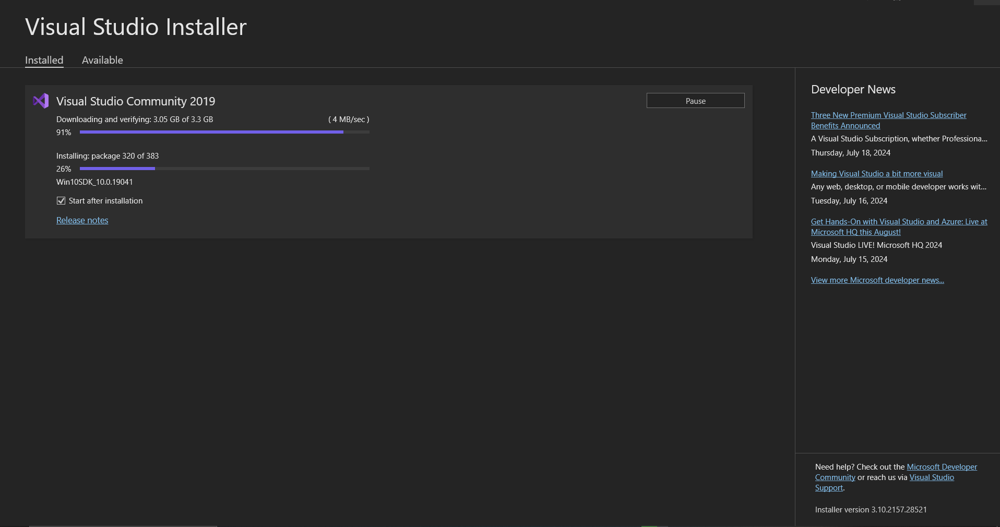 Visual Studio Installer
Installed
Available
Visual Studio Community 2019
Pause
Downloading and verifying: 3.05 GB of 3.3 GB
( 4 MB/sec )
91%
Installing: package 320 of 383
26%
Win10SDK_10.0.19041
Start after installation
Release notes
Developer News
Three New Premium Visual Studio Subscriber
Benefits Announced
A Visual Studio Subscription, whether Professiona...
Thursday, July 18, 2024
Making Visual Studio a bit more visual
Any web, desktop, or mobile developer works wit...
Tuesday, July 16, 2024
Get Hands-On with Visual Studio and Azure: Live at
Microsoft HQ this August!
Visual Studio LIVE! Microsoft HQ 2024
Monday, July 15, 2024
View more Microsoft developer news...
Need help? Check out the Microsoft Developer
Community or reach us via Visual Studio
Support.
Installer version 3.10.2157.28521